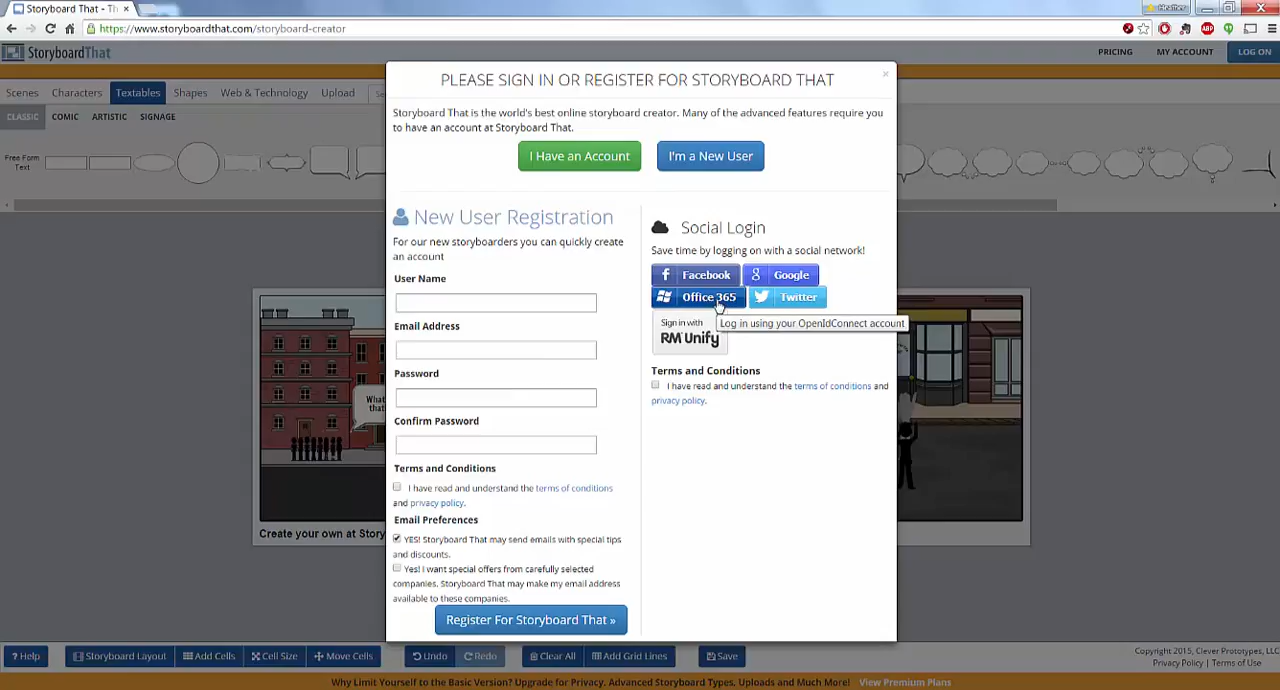 Storyboard That - Th
Heather
https://www.storyboardthat.com/storyboard-creator
ABP
StoryboardThat
PRICING
MY ACCOUNT
LOG ON
Scenes
Characters
Textables
Shapes
Web & Technology
Upload
CLASSIC
COMIC
ARTISTIC
SIGNAGE
Free Form
Text
PLEASE SIGN IN OR REGISTER FOR STORYBOARD THAT
×
Storyboard That is the world's best online storyboard creator. Many of the advanced features require you
to have an account at Storyboard That.
I Have an Account
I'm a New User
New User Registration
For our new storyboarders you can quickly create
an account
User Name
Email Address
Password
Confirm Password
Terms and Conditions
I have read and understand the terms of conditions
and privacy policy.
Email Preferences
YES! Storyboard That may send emails with special tips
and discounts.
Yes! I want special offers from carefully selected
companies. Storyboard That may make my email address
available to these companies.
Register For Storyboard That »
Social Login
Save time by logging on with a social network!
Facebook
Google
Office 365
Twitter
Log in using your OpenIdConnect account
Sign in with
RM Unify
Terms and Conditions
I have read and understand the terms of conditions and
privacy policy.
What
that
Create your own at Story
? Help
Storyboard Layout
Add Cells
Cell Size
Move Cells
Undo
Redo
Clear All
Add Grid Lines
Save
Copyright 2015, Clever Prototypes, LLC
Privacy Policy | Terms of Use
Why Limit Yourself to the Basic Version? Upgrade for Privacy, Advanced Storyboard Types, Uploads and Much More! View Premium Plans